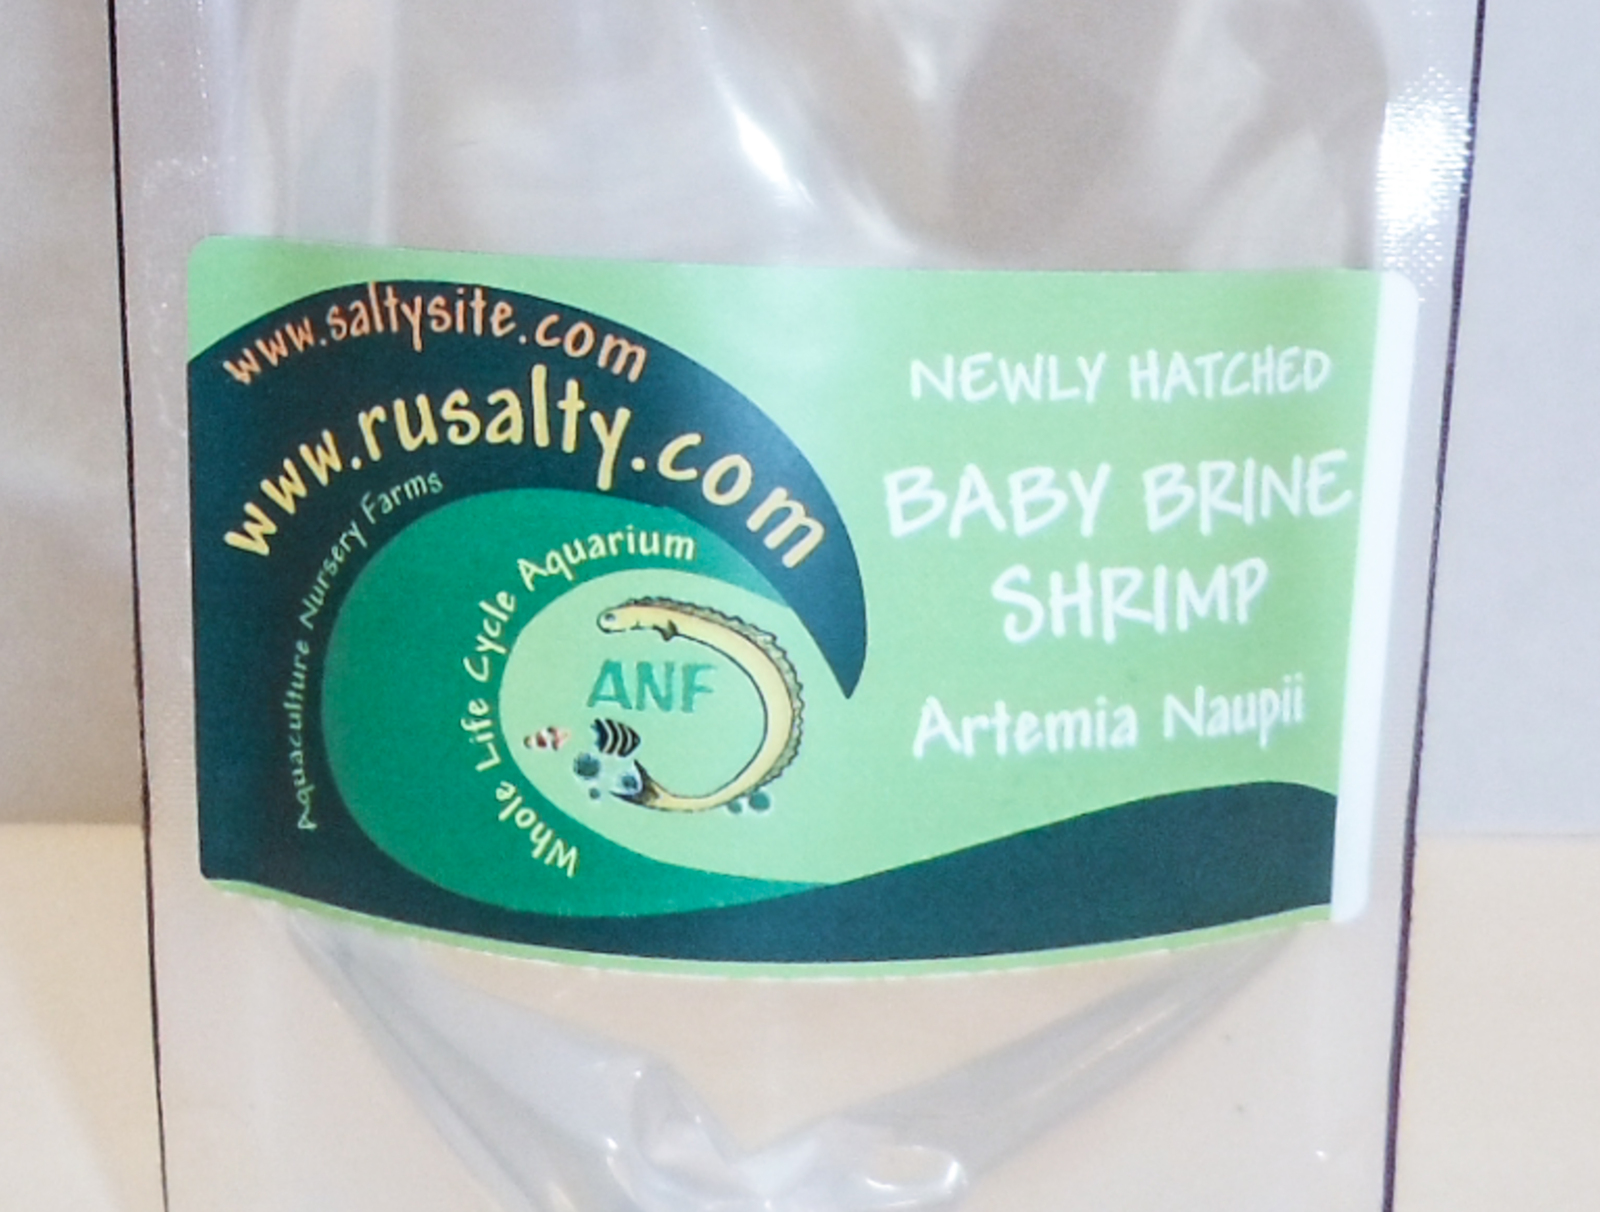 www.saltysite.com
www.rusalty.com
Aquaculture Nursery Farms
Whole Life Cycle Aquarium
ANF
NEWLY HATCHED
BABY BRINE
SHRIMP
Artemia Naupii